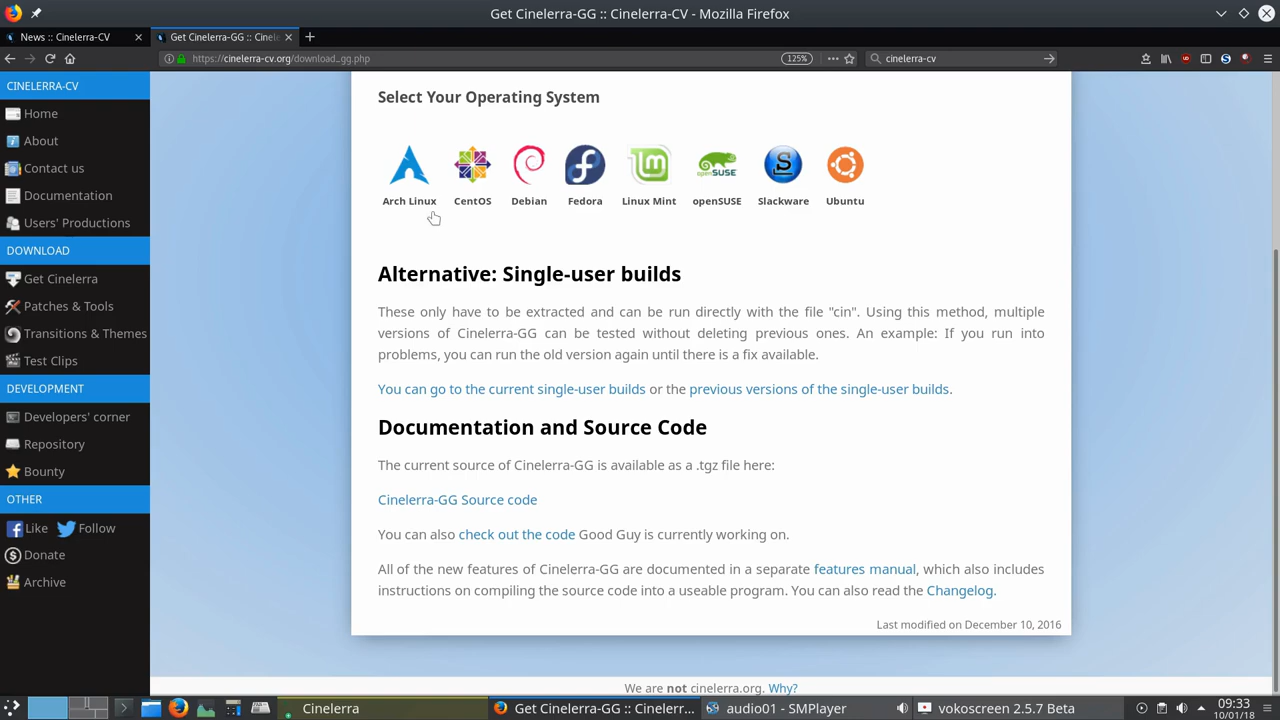 Get Cinelerra-GG :: Cinelerra-CV - Mozilla Firefox
News :: Cinelerra-CV
Get Cinelerra-GG :: Cinel
https://cinelerra-cv.org/download_gg.php
125%
cinelerra-cv
CINELERRA-CV
Home
About
Contact us
Documentation
Users' Productions
DOWNLOAD
Get Cinelerra
Patches & Tools
Transitions & Themes
Test Clips
DEVELOPMENT
Developers' corner
Repository
Bounty
OTHER
Like Follow
Donate
Archive
Select Your Operating System
openSUSE
Arch Linux CentOS Debian Fedora Linux Mint openSUSE Slackware Ubuntu
Alternative: Single-user builds
These only have to be extracted and can be run directly with the file "cin". Using this method, multiple
versions of Cinelerra-GG can be tested without deleting previous ones. An example: If you run into
problems, you can run the old version again until there is a fix available.
You can go to the current single-user builds or the previous versions of the single-user builds.
Documentation and Source Code
The current source of Cinelerra-GG is available as a .tgz file here:
Cinelerra-GG Source code
You can also check out the code Good Guy is currently working on.
All of the new features of Cinelerra-GG are documented in a separate features manual, which also includes
instructions on compiling the source code into a useable program. You can also read the Changelog.
Last modified on December 10, 2016
We are not cinelerra.org. Why?
Cinelerra
Get Cinelerra-GG :: Cinelerr...
audio01 - SMPlayer
vokoscreen 2.5.7 Beta
09:33
10/01/18